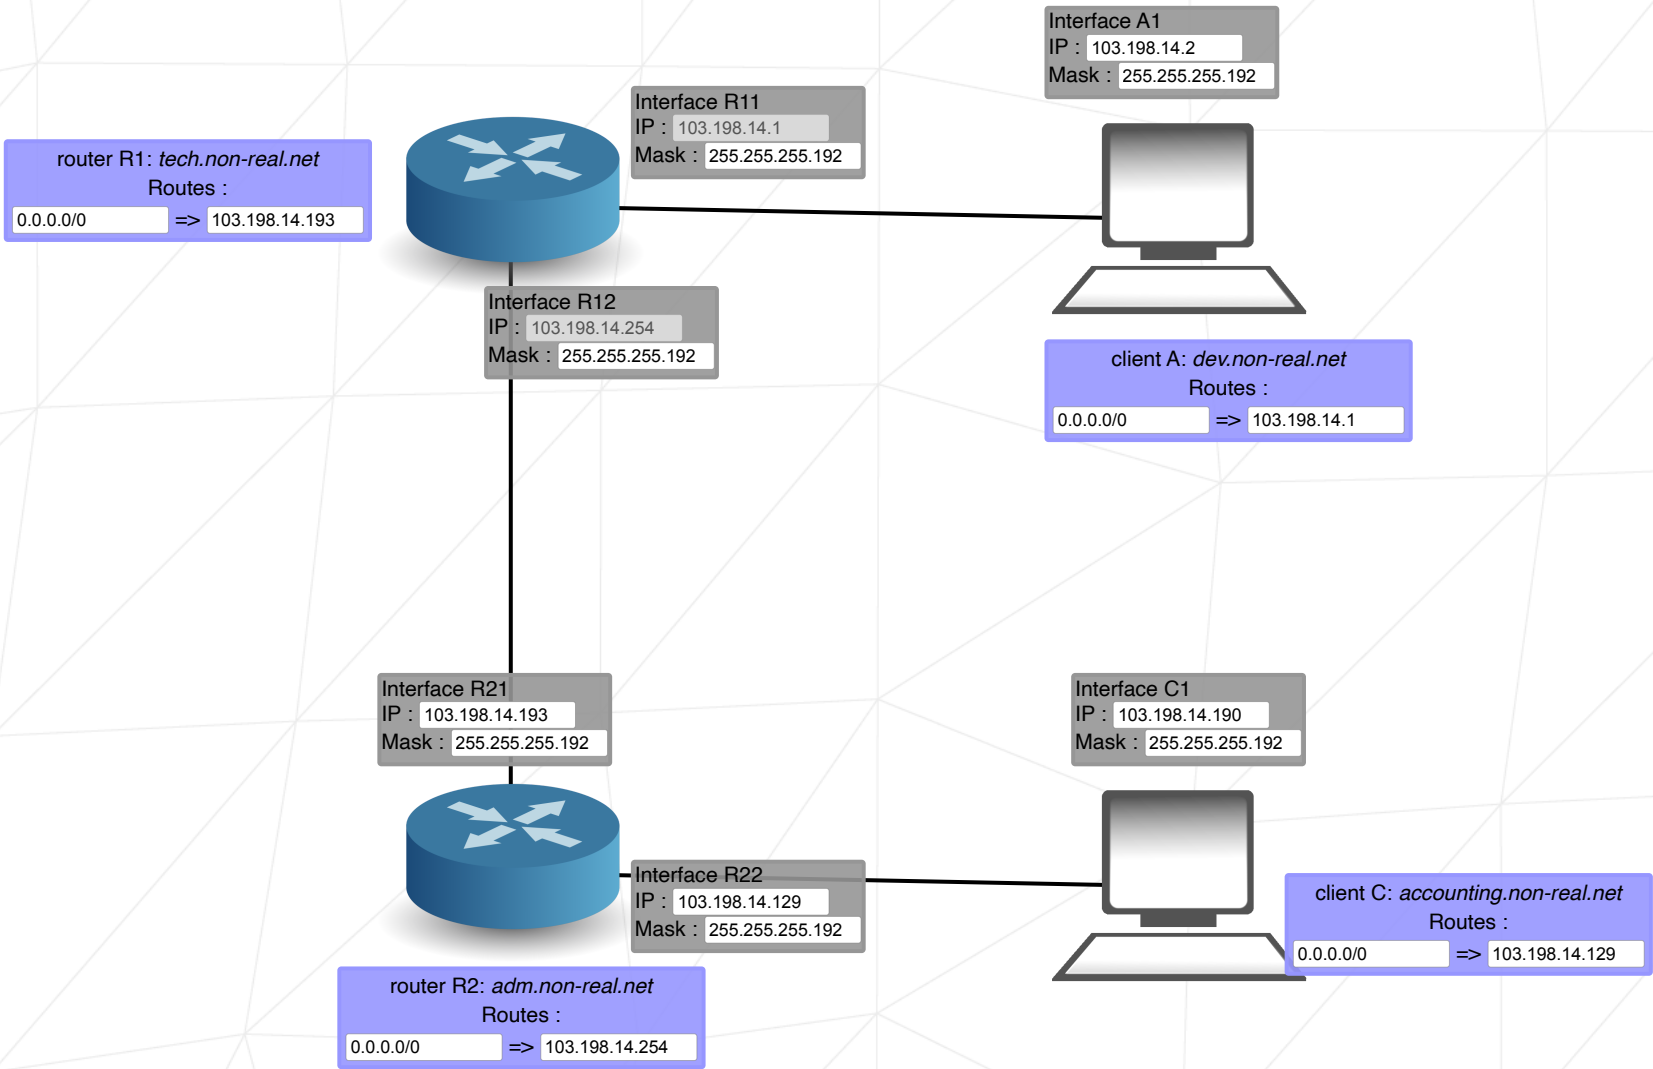 Interface A1
IP : 103.198.14.2
Mask : 255.255.255.192
Interface R11
IP : 103.198.14.1
Mask : 255.255.255.192
router R1: tech.non-real.net
Routes :
0.0.0.0/0 => 103.198.14.193
Interface R12
IP : 103.198.14.254
Mask : 255.255.255.192
client A: dev.non-real.net
Routes :
0.0.0.0/0 => 103.198.14.1
Interface R21
IP : 103.198.14.193
Mask : 255.255.255.192
Interface C1
IP : 103.198.14.190
Mask : 255.255.255.192
Interface R22
IP : 103.198.14.129
Mask : 255.255.255.192
client C: accounting.non-real.net
Routes :
0.0.0.0/0 => 103.198.14.129
router R2: adm.non-real.net
Routes :
0.0.0.0/0 => 103.198.14.254